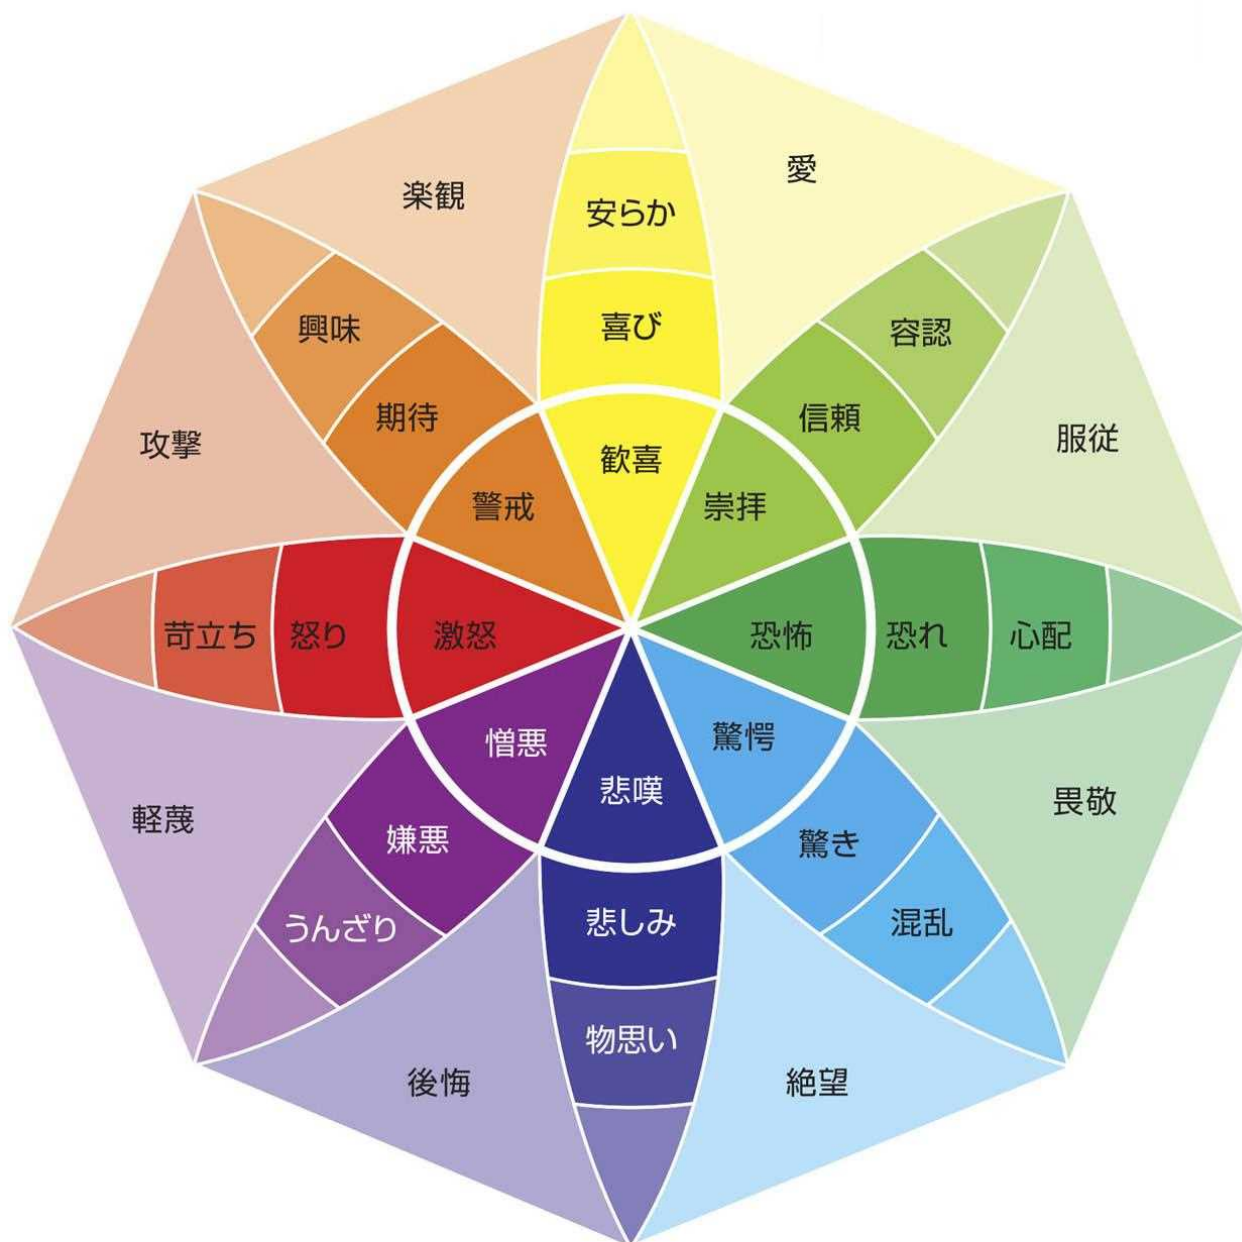 愛
楽観
安らか
喜び
興味
容認
期待
信頼
服従
攻撃
歓喜
警戒
崇拝
苛立ち
怒り
激怒
恐怖
恐れ
心配
憎悪
驚愕
悲嘆
畏敬
軽蔑
嫌悪
驚き
うんざり
悲しみ
混乱
物思い
後悔
絶望